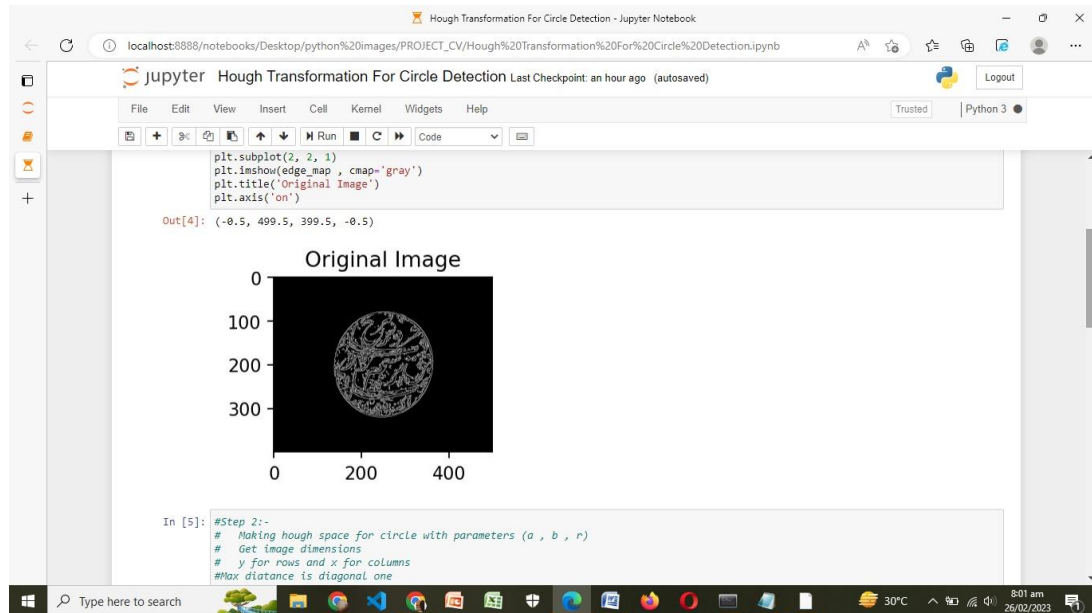 Hough Transformation For Circle Detection - Jupyter Notebook
localhost:8888/notebooks/Desktop/python%20images/PROJECT_CV/Hough%20Transformation%20For%20Circle%20Detection.ipynb
jupyter Hough Transformation For Circle Detection Last Checkpoint: an hour ago (autosaved)
Logout
File Edit View Insert Cell Kernel Widgets Help
Trusted Python 3
Run Code
plt.subplot(2, 2, 1)
plt.imshow(edge_map , cmap='gray')
plt.title('Original Image')
plt.axis('on')
Out[4]: (-0.5, 499.5, 399.5, -0.5)
Original Image
0
100
200
300
0 200 400
In [5]: #Step 2:-
# Making hough space for circle with parameters (a , b , r)
# Get image dimensions
# y for rows and x for columns
#Max diatance is diagonal one
Type here to search
30°C
8:01 am
26/02/2023